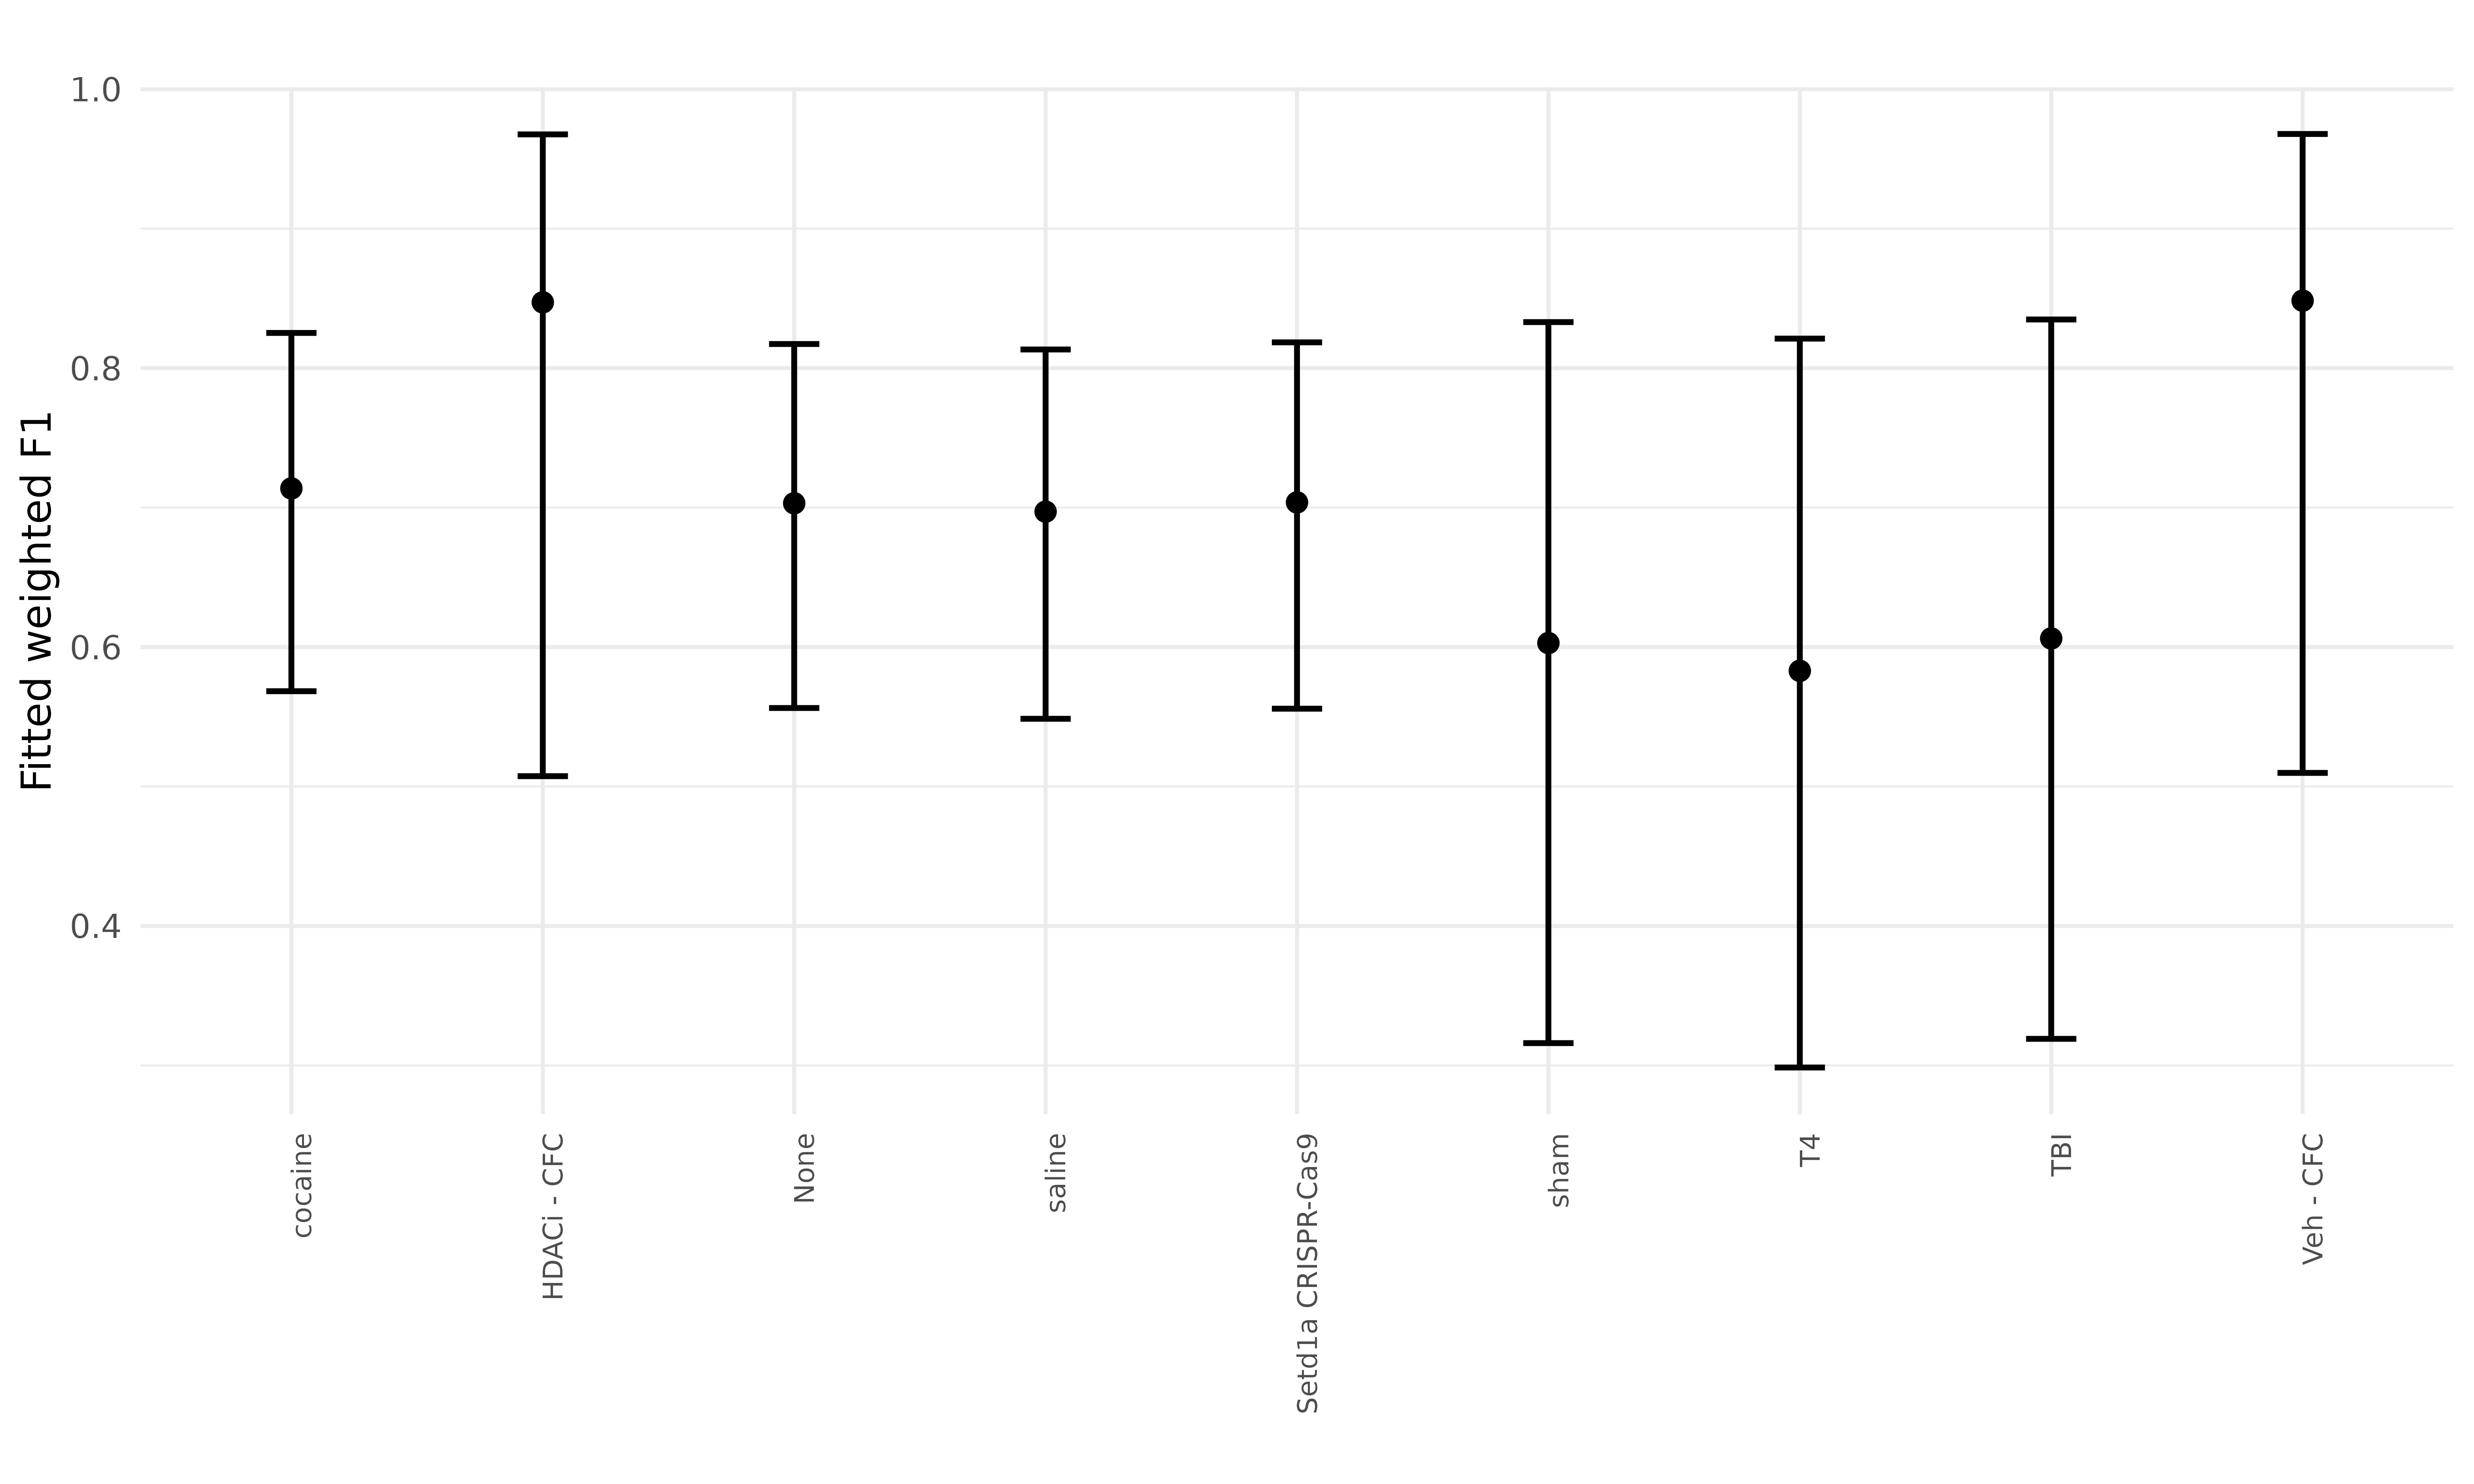 Fitted weighted F1
1.0
0.8
0.6
0.4
cocaine
HDACi - CFC
None
saline
Setd1a CRISPR-Cas9
sham
T4
TBI
Veh - CFC